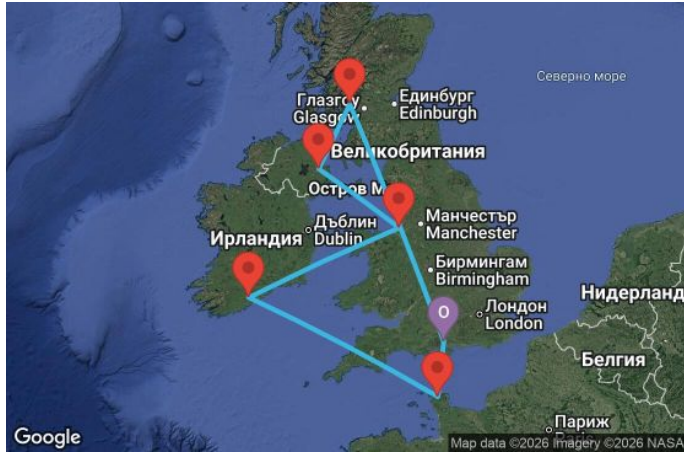 Северно море
Глазгоу
Glasgow
Единбург
Edinburgh
Великобритания
Остров М
Дъблин
Dublin
Ирландия
Манчестър
Manchester
Бирмингам
Birmingham
O
Лондон
London
Нидерланд
Белгия
Париж
Paris
Google
Map data ©2026 Imagery ©2026 NASA